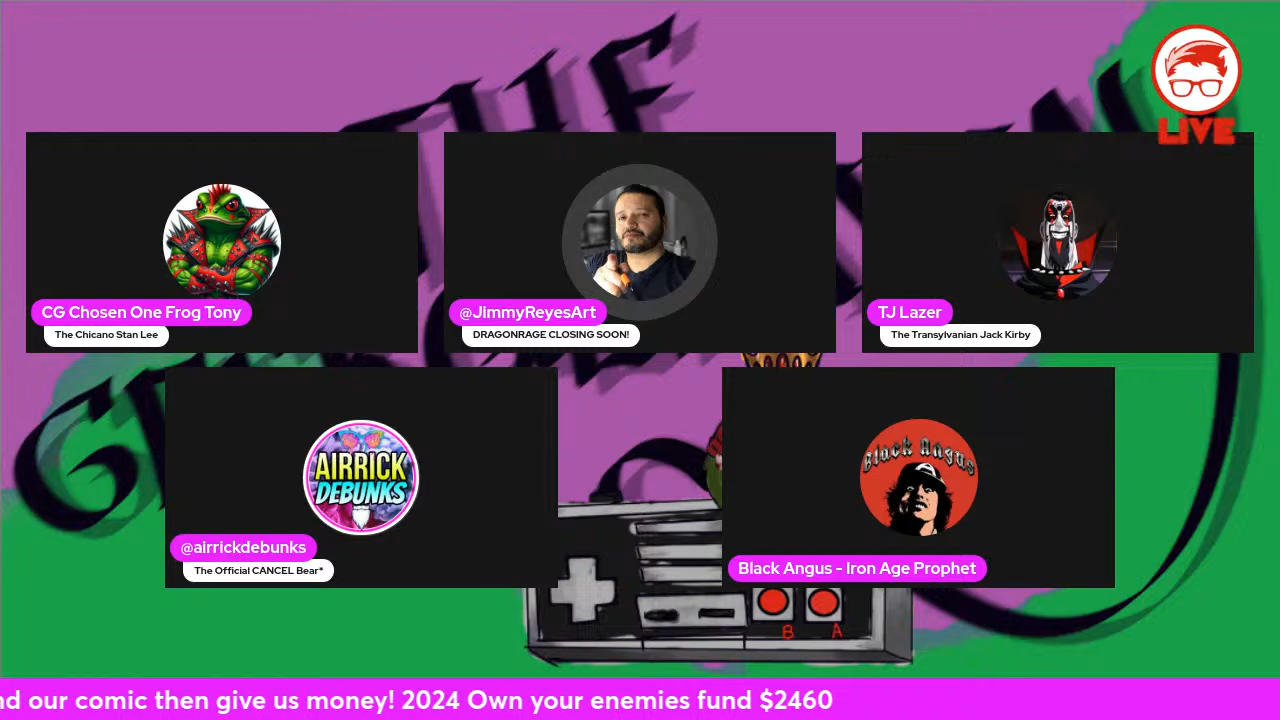 THE
LIVE
CG Chosen One Frog Tony
The Chicano Stan Lee
@JimmyReyesArt
DRAGONRAGE CLOSING SOON!
TJ Lazer
The Transylvanian Jack Kirby
AIRRICK
DEBUNKS
@airrickdebunks
The Official CANCEL Bear*
Black Angus
Black Angus - Iron Age Prophet
B A
nd our comic then give us money! 2024 Own your enemies fund $2460